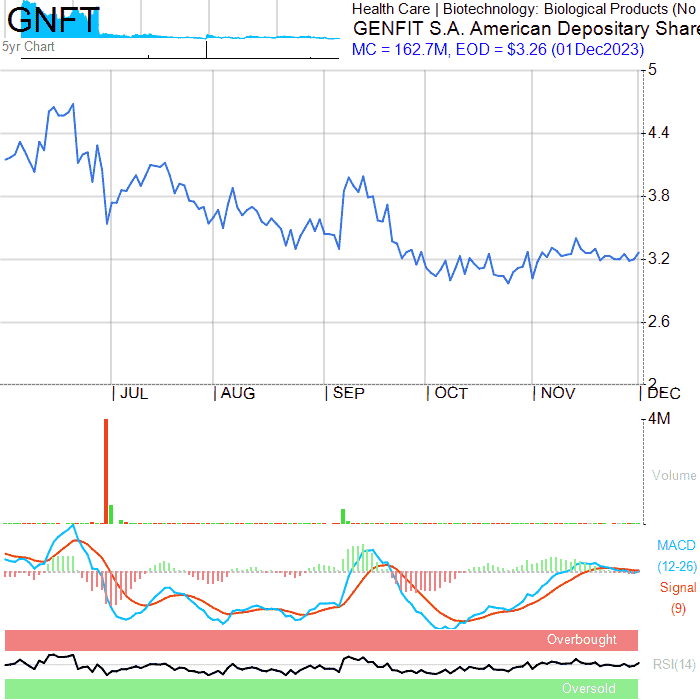 GNFT
5yr Chart
Health Care | Biotechnology: Biological Products (No
GENFIT S.A. American Depositary Share
MC = 162.7M, EOD = $3.26 (01Dec2023)
5
4.4
3.8
3.2
2.6
2
JUL AUG SEP OCT NOV DEC
4M
Volume
MACD
(12-26)
Signal
(9)
Overbought
RSI(14)
Oversold